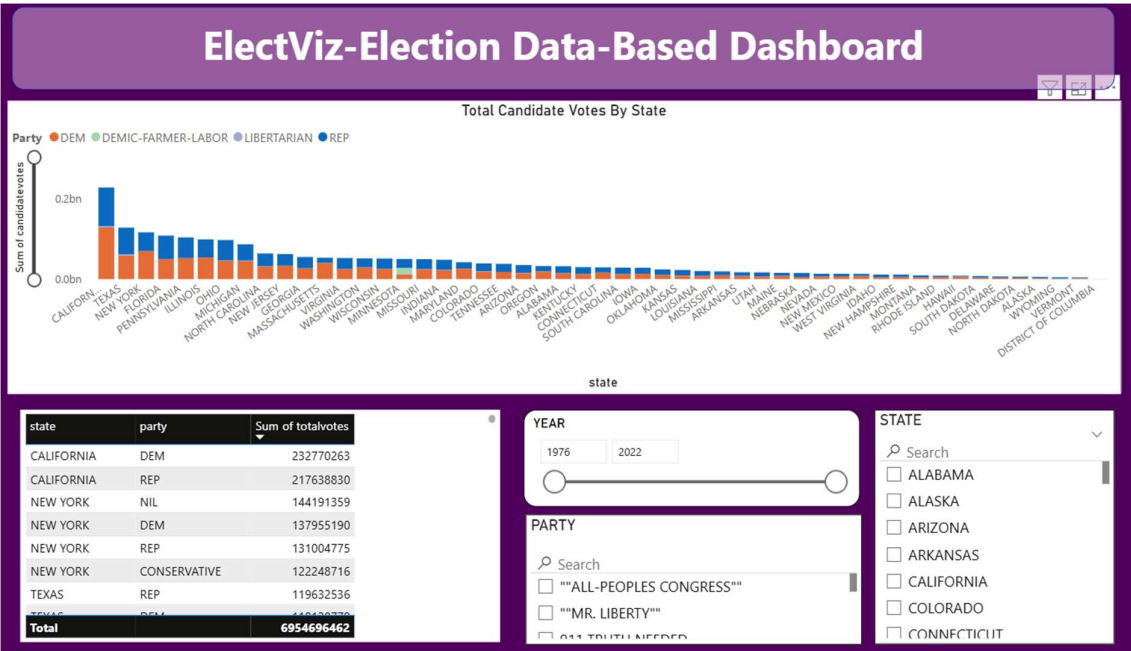 ElectViz-Election Data-Based Dashboard
Total Candidate Votes By State
Party DEM DEMIC-FARMER-LABOR LIBERTARIAN REP
Sum of candidatevotes
0.2bn
0.0bn
CALIFORN...
TEXAS
NEW YORK
FLORIDA
PENNSYLVANIA
ILLINOIS
OHIO
MICHIGAN
NORTH CAROLINA
NEW JERSEY
GEORGIA
MASSACHUSETTS
VIRGINIA
WASHINGTON
WISCONSIN
MINNESOTA
MISSOURI
INDIANA
MARYLAND
COLORADO
TENNESSEE
ARIZONA
OREGON
ALABAMA
KENTUCKY
CONNECTICUT
SOUTH CAROLINA
IOWA
OKLAHOMA
KANSAS
LOUISIANA
MISSISSIPPI
ARKANSAS
UTAH
MAINE
NEBRASKA
NEVADA
NEW MEXICO
WEST VIRGINIA
IDAHO
NEW HAMPSHIRE
MONTANA
RHODE ISLAND
HAWAII
SOUTH DAKOTA
DELAWARE
NORTH DAKOTA
ALASKA
WYOMING
VERMONT
DISTRICT OF COLUMBIA
state
state party Sum of totalvotes
CALIFORNIA DEM 232770263
CALIFORNIA REP 217638830
NEW YORK NIL 144191359
NEW YORK DEM 137955190
NEW YORK REP 131004775
NEW YORK CONSERVATIVE 122248716
TEXAS REP 119632536
TEXAS DEM
Total 6954696462
YEAR
1976 2022
PARTY
Search
""ALL-PEOPLES CONGRESS""
""MR. LIBERTY""
911 TRUTH NEEDED
STATE
Search
ALABAMA
ALASKA
ARIZONA
ARKANSAS
CALIFORNIA
COLORADO
CONNECTICUT